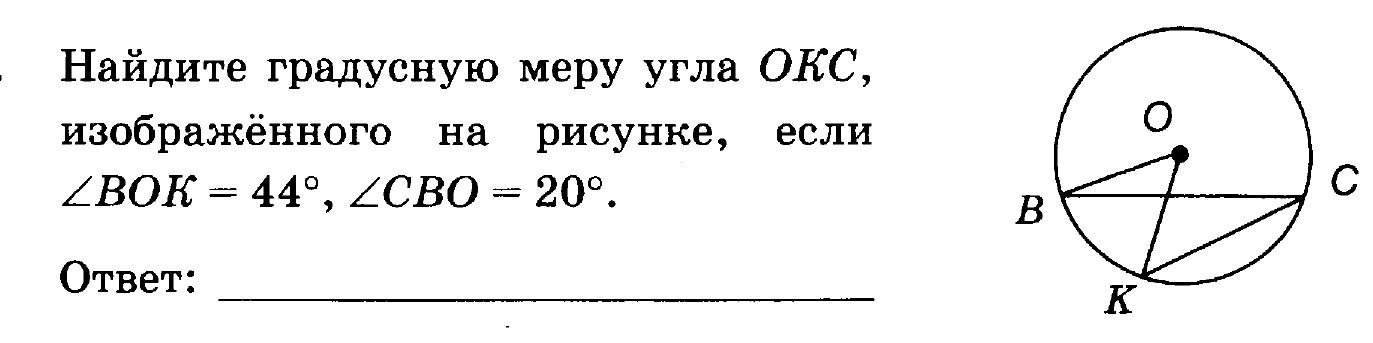 Найдите градусную меру угла OKC,
изображённого на рисунке, если
∠BOK = 44°, ∠CBO = 20°.
Ответ:
O
B
C
K